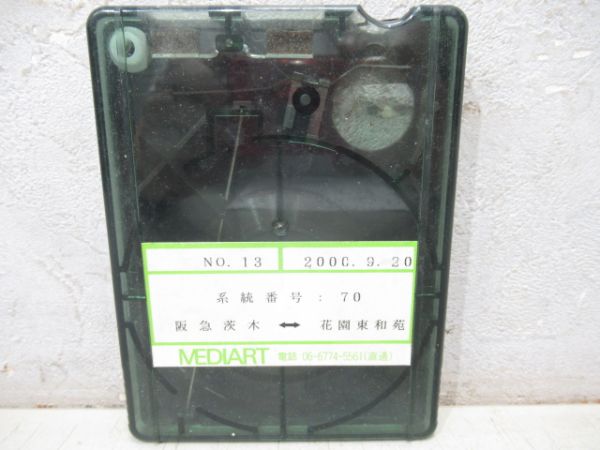 NO. 13 2000. 9. 20
系統番号 : 70
阪急茨木 ⬌ 花園東和苑
MEDIART 電話 06-6774-5561(直通)